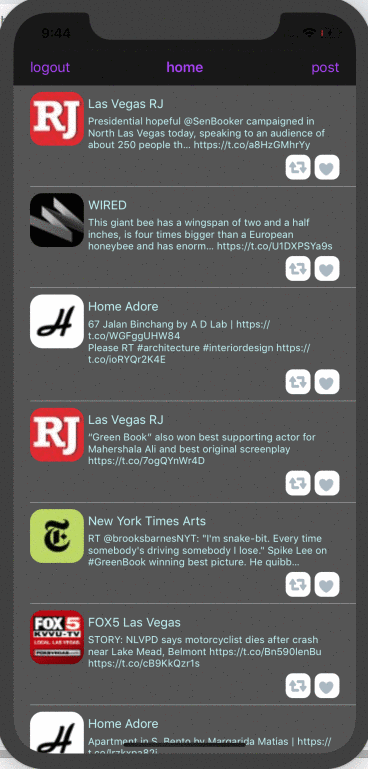 9:44
logout home post
RJ
Las Vegas RJ
Presidential hopeful @SenBooker campaigned in
North Las Vegas today, speaking to an audience of
about 250 people th... https://t.co/a8HzGMhrYy
WIRED
This giant bee has a wingspan of two and a half
inches, is four times bigger than a European
honeybee and has enorm... https://t.co/U1DXPSYa9s
H
Home Adore
67 Jalan Binchang by A D Lab | https://
t.co/WGFggUHW84
Please RT #architecture #interiordesign https://
t.co/ioRYQr2K4E
RJ
Las Vegas RJ
“Green Book” also won best supporting actor for
Mahershala Ali and best original screenplay
https://t.co/7ogQYnWr4D
T
New York Times Arts
RT @brooksbarnesNYT: "I'm snake-bit. Every time
somebody's driving somebody I lose." Spike Lee on
#GreenBook winning best picture. He quibb...
FOX 5
KVVU-TV
LOCAL LAS VEGAS.
FOX5VEGAS.COM
FOX5 Las Vegas
STORY: NLVPD says motorcyclist dies after crash
near Lake Mead, Belmont https://t.co/Bn590lenBu
https://t.co/cB9KkQzr1s
H
Home Adore
Apartment in S. Bento by Margarida Matias | https://